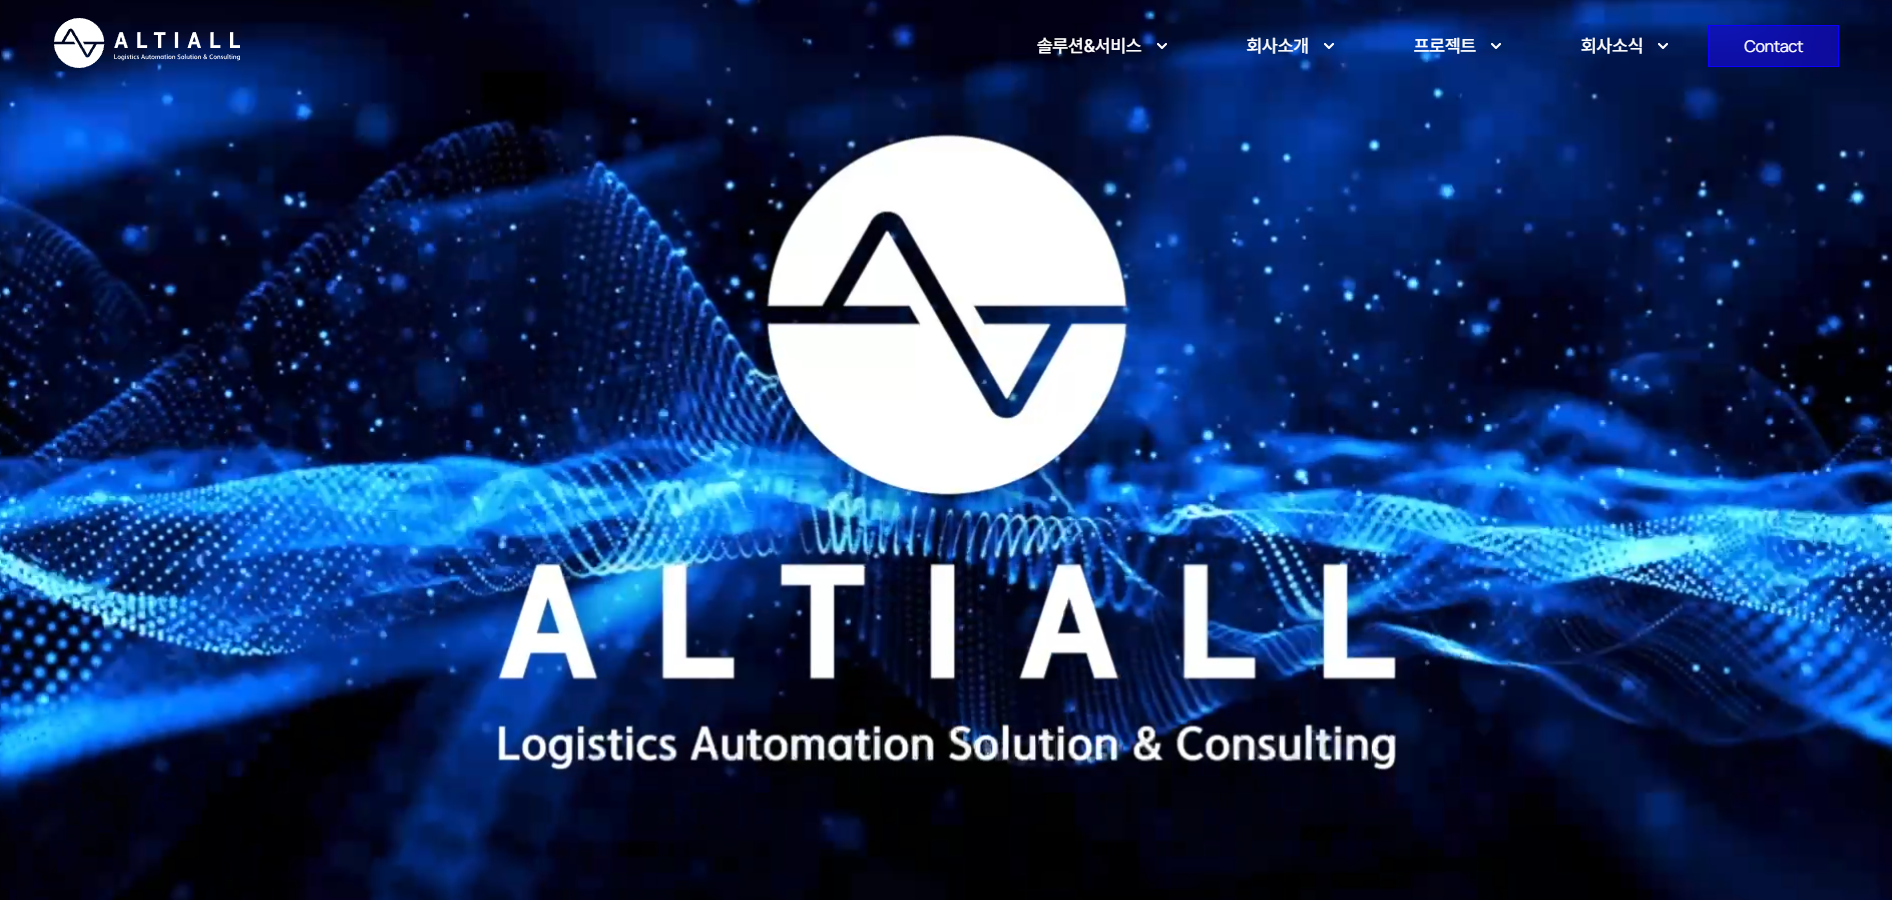 ALTIALL
Logistics Automation Solution & Consulting
솔루션&서비스
회사소개
프로젝트
회사소식
Contact
ALTIALL
Logistics Automation Solution & Consulting